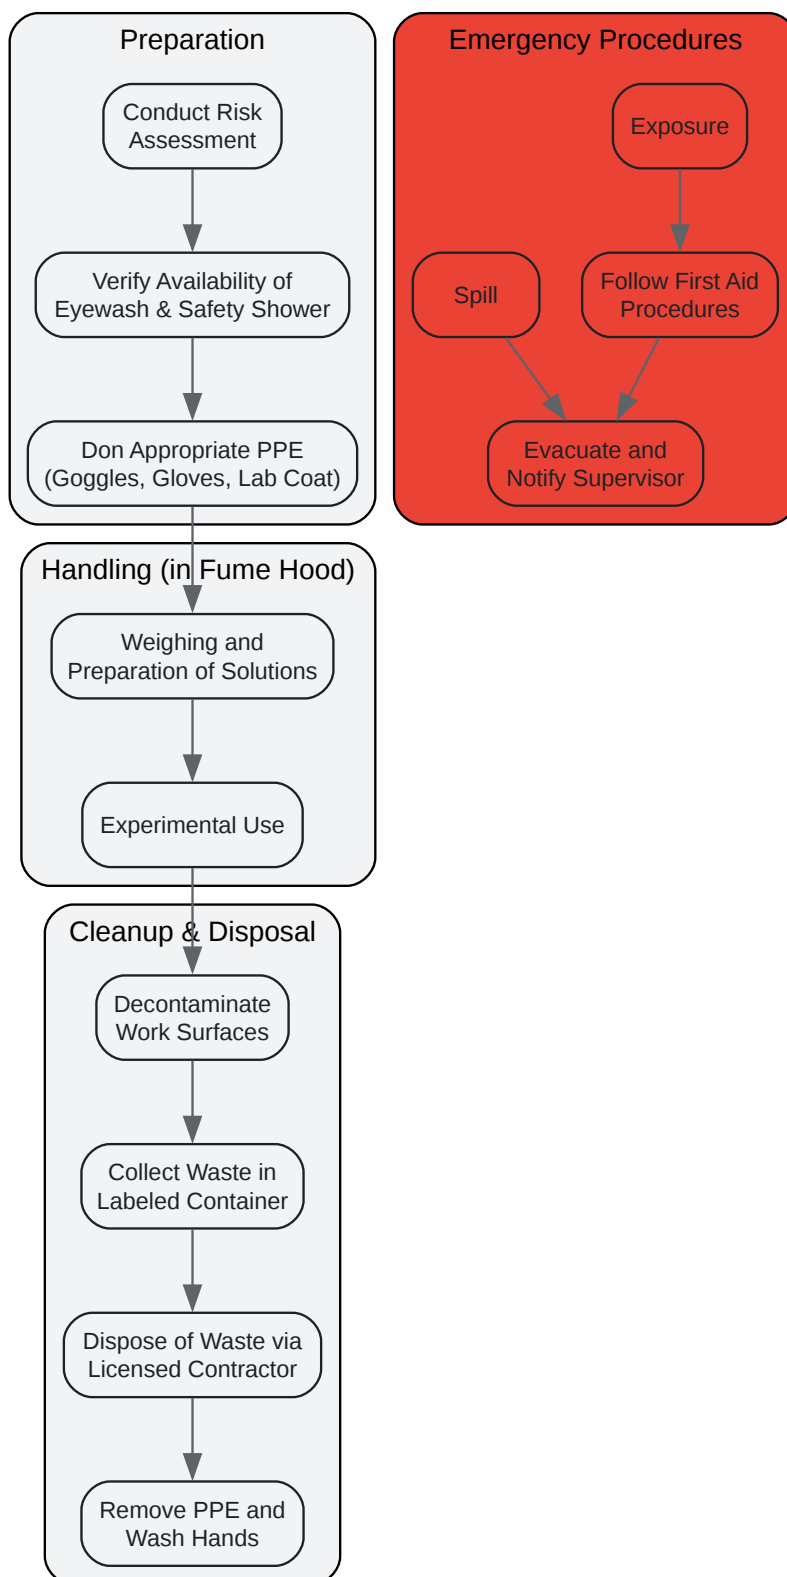 Preparation
Conduct Risk
Assessment
Verify Availability of
Eyewash & Safety Shower
Don Appropriate PPE
(Goggles, Gloves, Lab Coat)
Emergency Procedures
Exposure
Spill
Follow First Aid
Procedures
Evacuate and
Notify Supervisor
Handling (in Fume Hood)
Weighing and
Preparation of Solutions
Experimental Use
Cleanup & Disposal
Decontaminate
Work Surfaces
Collect Waste in
Labeled Container
Dispose of Waste via
Licensed Contractor
Remove PPE and
Wash Hands